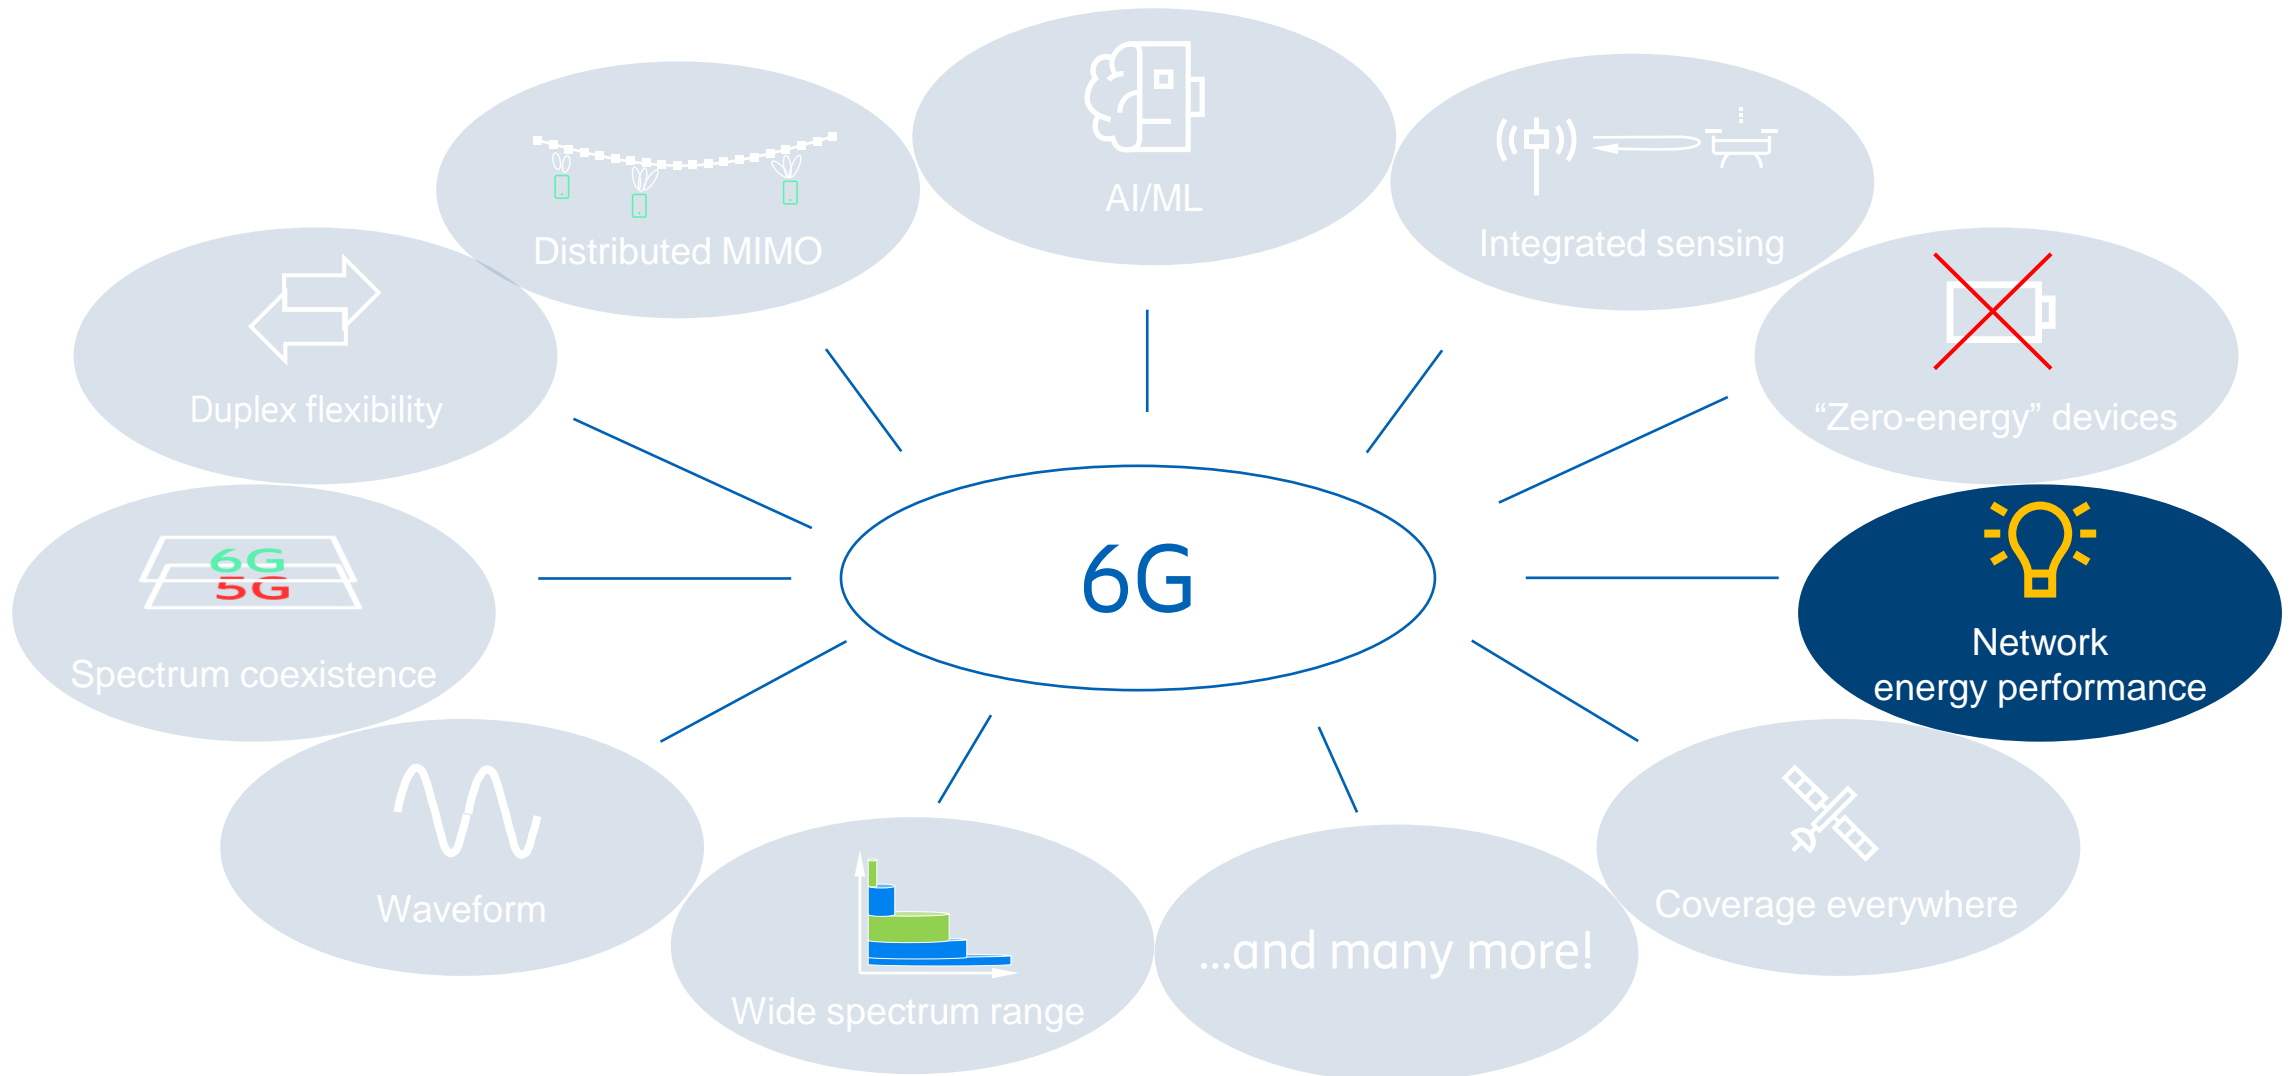 AI/ML
Distributed MIMO
Integrated sensing
Duplex flexibility
“Zero-energy” devices
6G
6G
5G
Spectrum coexistence
Network
energy performance
Waveform
Coverage everywhere
...and many more!
Wide spectrum range